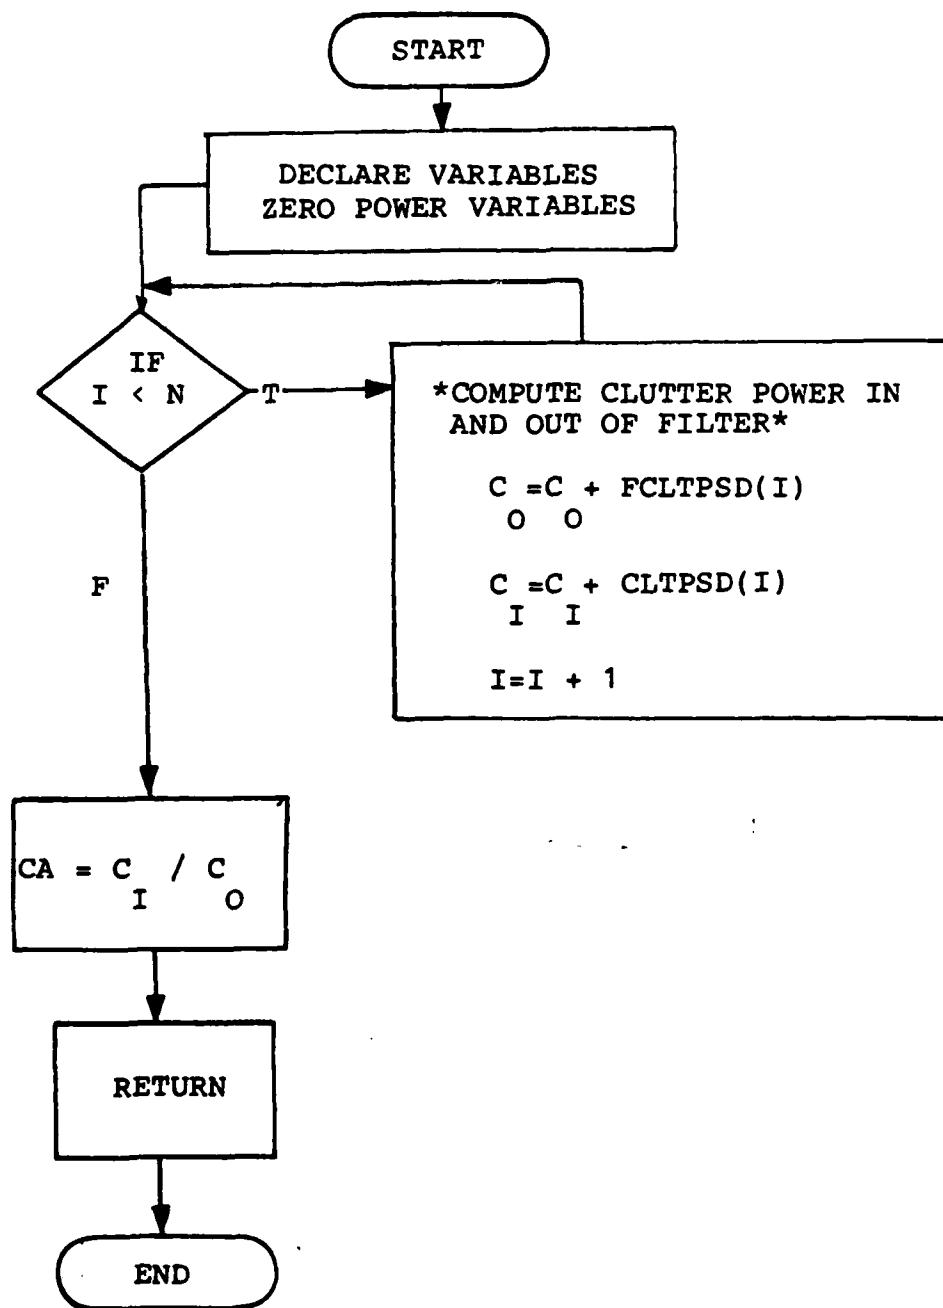 START
DECLARE VARIABLES
ZERO POWER VARIABLES
IF
I < N
T
*COMPUTE CLUTTER POWER IN
AND OUT OF FILTER*
C =C + FCLTPSD(I)
O O
C =C + CLTPSD(I)
I I
I=I + 1
F
CA = C / C
I O
RETURN
END